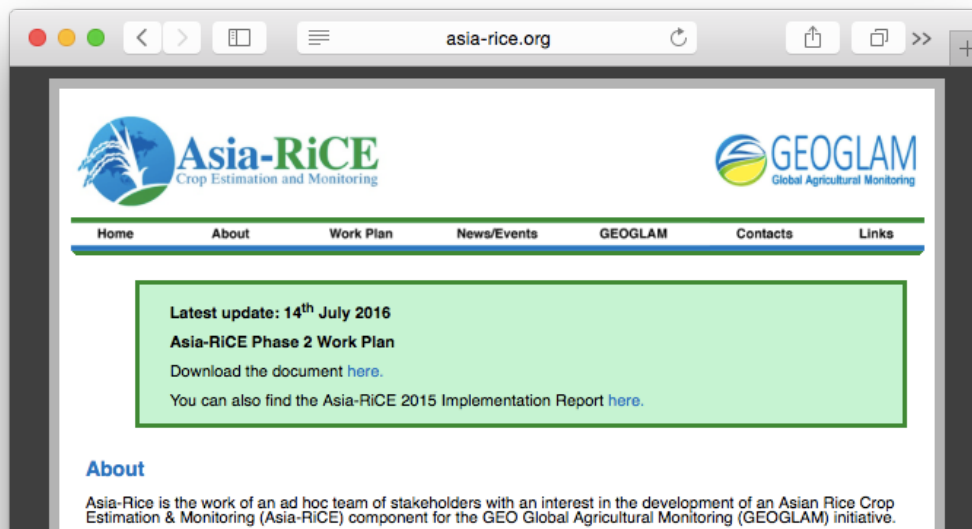 asia-rice.org
Asia-RiCE
Crop Estimation and Monitoring
GEOGLAM
Global Agricultural Monitoring
Home About Work Plan News/Events GEOGLAM Contacts Links
Latest update: 14th July 2016
Asia-RiCE Phase 2 Work Plan
Download the document here.
You can also find the Asia-RiCE 2015 Implementation Report here.
About
Asia-Rice is the work of an ad hoc team of stakeholders with an interest in the development of an Asian Rice Crop
Estimation & Monitoring (Asia-RiCE) component for the GEO Global Agricultural Monitoring (GEOGLAM) initiative.